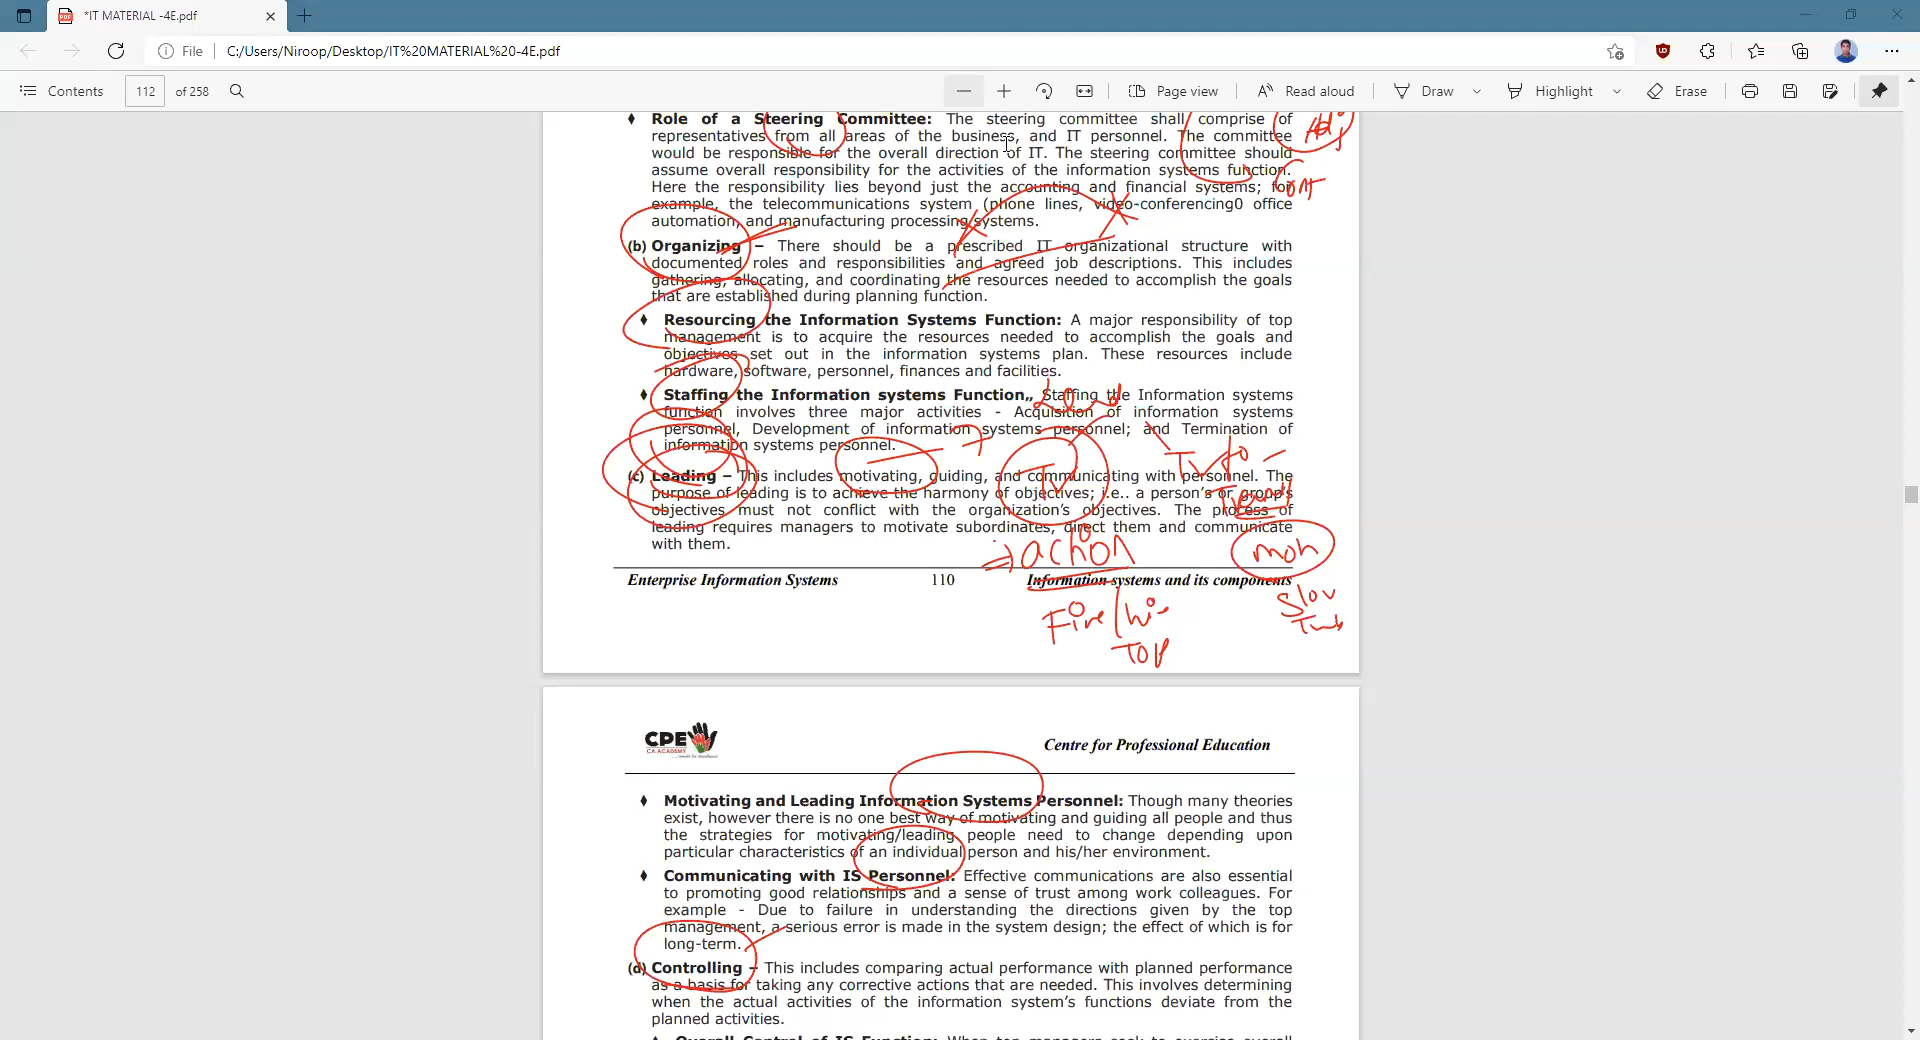 *IT MATERIAL -4E.pdf
File
C:/Users/Niroop/Desktop/IT%20MATERIAL%20-4E.pdf
Contents
112
of 258
Page view
Read aloud
Draw
Highlight
Erase
♦ Role of a Steering Committee: The steering committee shall comprise of
representatives from all areas of the business, and IT personnel. The committee
would be responsible for the overall direction of IT. The steering committee should
assume overall responsibility for the activities of the information systems function.
Here the responsibility lies beyond just the accounting and financial systems; for
example, the telecommunications system (phone lines, video-conferencing0 office
automation, and manufacturing processing systems.
(b) Organizing – There should be a prescribed IT organizational structure with
documented roles and responsibilities and agreed job descriptions. This includes
gathering, allocating, and coordinating the resources needed to accomplish the goals
that are established during planning function.
♦ Resourcing the Information Systems Function: A major responsibility of top
management is to acquire the resources needed to accomplish the goals and
objectives set out in the information systems plan. These resources include
hardware, software, personnel, finances and facilities.
♦ Staffing the Information systems Function„ Staffing the Information systems
function involves three major activities - Acquisition of information systems
personnel, Development of information systems personnel; and Termination of
information systems personnel.
(c) Leading – This includes motivating, guiding, and communicating with personnel. The
purpose of leading is to achieve the harmony of objectives; i.e.. a person's or group's
objectives must not conflict with the organization's objectives. The process of
leading requires managers to motivate subordinates, direct them and communicate
with them.
Lead
TV
action
Fire
Top
Enterprise Information Systems
110
Information systems and its components
CPE
C.A ACADEMY
Centre for Professional Education
♦ Motivating and Leading Information Systems Personnel: Though many theories
exist, however there is no one best way of motivating and guiding all people and thus
the strategies for motivating/leading people need to change depending upon
particular characteristics of an individual person and his/her environment.
♦ Communicating with IS Personnel: Effective communications are also essential
to promoting good relationships and a sense of trust among work colleagues. For
example - Due to failure in understanding the directions given by the top
management, a serious error is made in the system design; the effect of which is for
long-term.
(d) Controlling – This includes comparing actual performance with planned performance
as a basis for taking any corrective actions that are needed. This involves determining
when the actual activities of the information system's functions deviate from the
planned activities.
♦ Overall Control of IS Function: When top managers seek to exercise overall